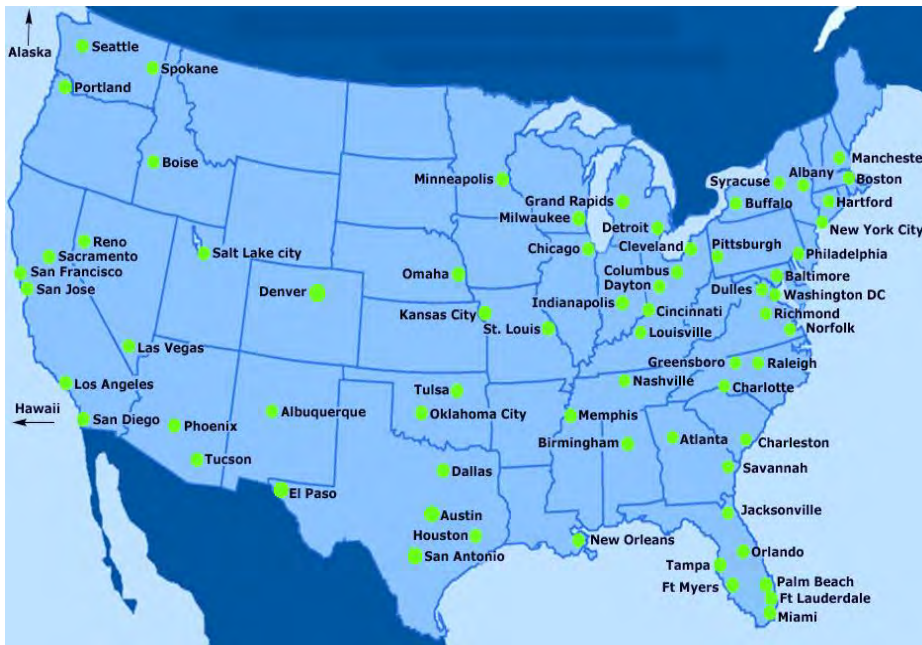 Alaska
Seattle
Spokane
Portland
Boise
Minneapolis
Manchester
Albany
Boston
Syracuse
Grand Rapids
Buffalo
Hartford
Milwaukee
New York City
Detroit
Reno
Sacramento
Salt Lake city
Chicago
Cleveland
Pittsburgh
Philadelphia
San Francisco
Omaha
Columbus
Baltimore
San Jose
Denver
Dayton
Dulles
Washington DC
Kansas City
Indianapolis
Cincinnati
Richmond
St. Louis
Louisville
Norfolk
Las Vegas
Greensboro
Raleigh
Los Angeles
Nashville
Charlotte
Tulsa
Hawaii
San Diego
Albuquerque
Oklahoma City
Memphis
Phoenix
Birmingham
Atlanta
Charleston
Tucson
Dallas
Savannah
El Paso
Austin
Jacksonville
Houston
New Orleans
San Antonio
Orlando
Tampa
Ft Myers
Palm Beach
Ft Lauderdale
Miami